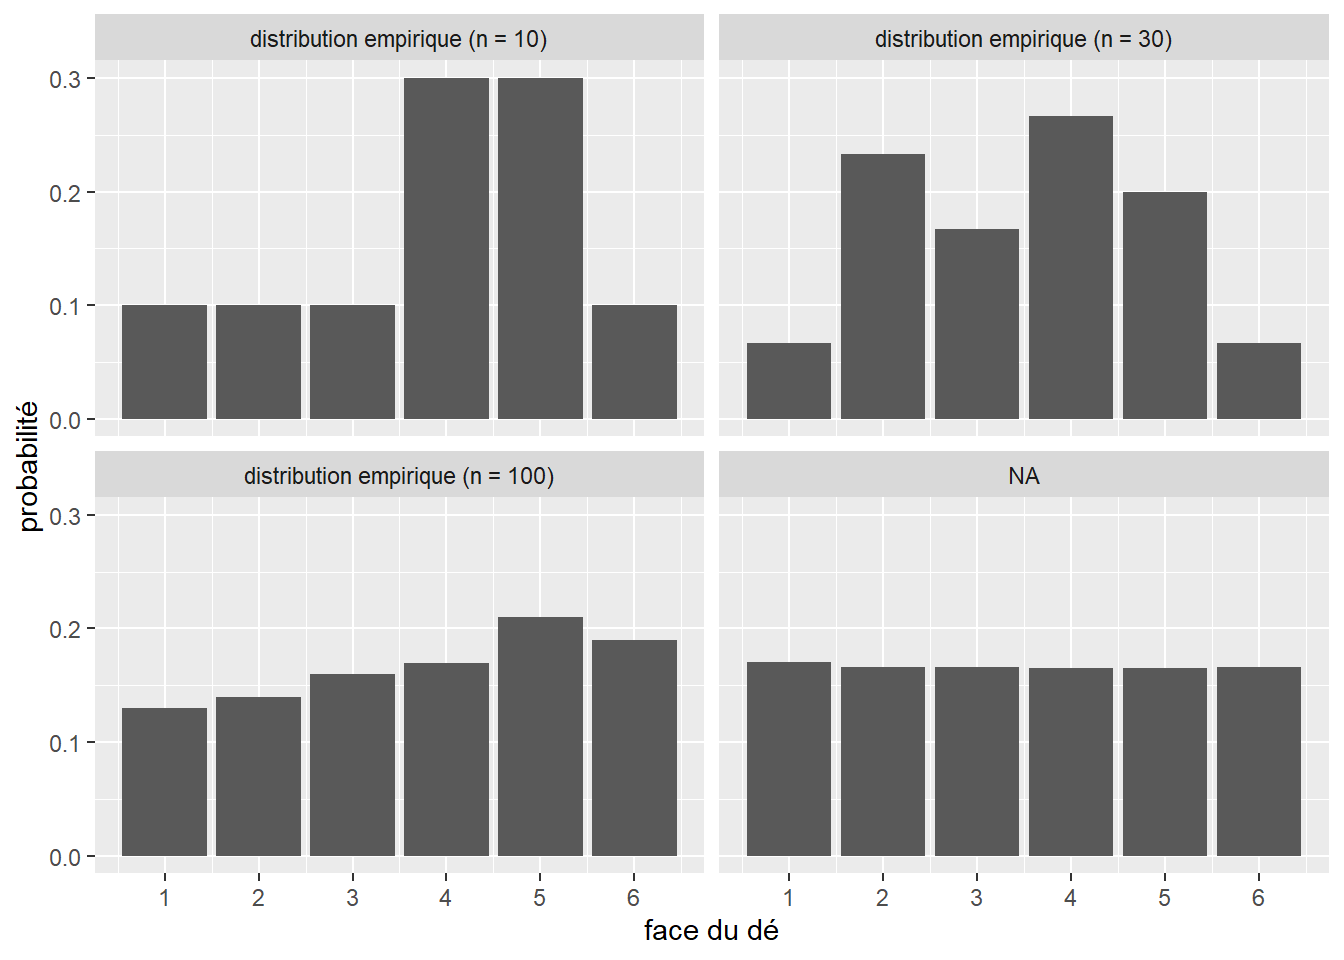 distribution empirique (n = 10)
distribution empirique (n = 30)
0.3
0.2
0.1
0.0
probabilité
distribution empirique (n = 100)
NA
0.3
0.2
0.1
0.0
1 2 3 4 5 6
1 2 3 4 5 6
face du dé